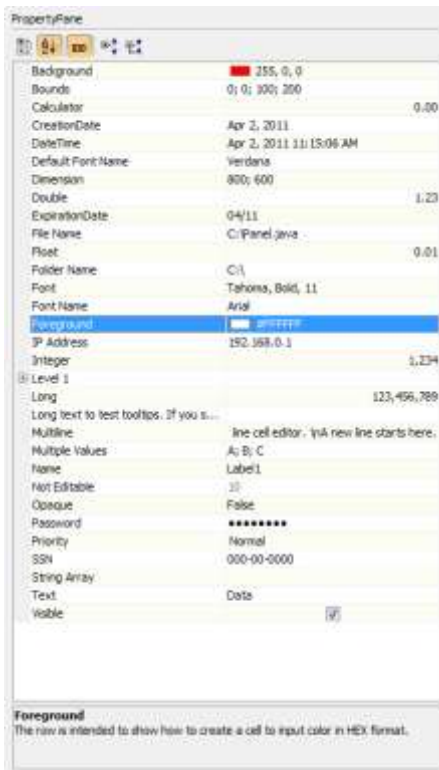 PropertyPane
Background 255, 0, 0
Bounds 0; 0; 100; 200
Calculator 0.00
CreationDate Apr 2, 2011
DateTime Apr 2, 2011 11:15:06 AM
Default Font Name Verdana
Dimension 800; 600
Double 1.23
ExpirationDate 04/11
File Name C:\Panel.java
Float 0.01
Folder Name C:\
Font Tahoma, Bold, 11
Font Name Arial
Foreground #FFFFFF
IP Address 192.168.0.1
Integer 1,234
Level 1
Long 123,456,789
Long text to test tooltips. If you s...
Multiline line cell editor. \nA new line starts here.
Multiple Values A; B; C
Name Label1
Not Editable 10
Opaque False
Password ●●●●●●●●
Priority Normal
SSN 000-00-0000
String Array
Text Data
Visible
Foreground
The row is intended to show how to create a cell to input color in HEX format.